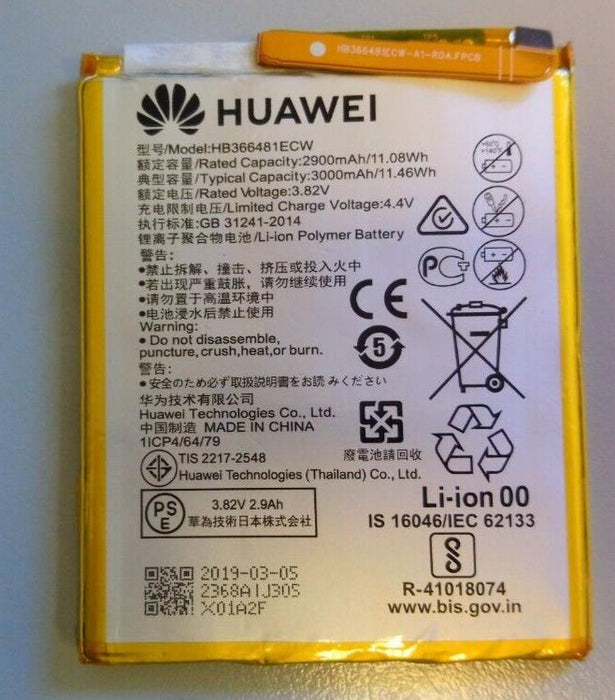 HB366481ECW-A1-ROA.FPCB
HUAWEI
型号/Model:HB366481ECW
额定容量/Rated Capacity:2900mAh/11.08Wh
典型容量/Typical Capacity:3000mAh/11.46Wh
额定电压/Rated Voltage:3.82V
充电限制电压/Limited Charge Voltage:4.4V
执行标准:GB 31241-2014
锂离子聚合物电池/Li-ion Polymer Battery
>60°C
>140°F
警告:
•禁止拆解、撞击、挤压或投入火中
•若出现严重鼓胀，请勿继续使用
•请勿置于高温环境中
•电池浸水后禁止使用
Warning:
• Do not disassemble,
puncture,crush,heat,or burn.
警告:
• 安全のため必ず取扱説明書をお読 みください
华为技术有限公司
Huawei Technologies Co., Ltd.
中国制造 MADE IN CHINA
1ICP4/64/79
TIS 2217-2548
Huawei Technologies (Thailand) Co., Ltd.
PCT
CE
5
廢電池請回收
PS
E
3.82V 2.9Ah
華為技術日本株式会社
Li-ion 00
IS 16046/IEC 62133
R-41018074
www.bis.gov.in
2019-03-05
2368AIJ305
X01A2F